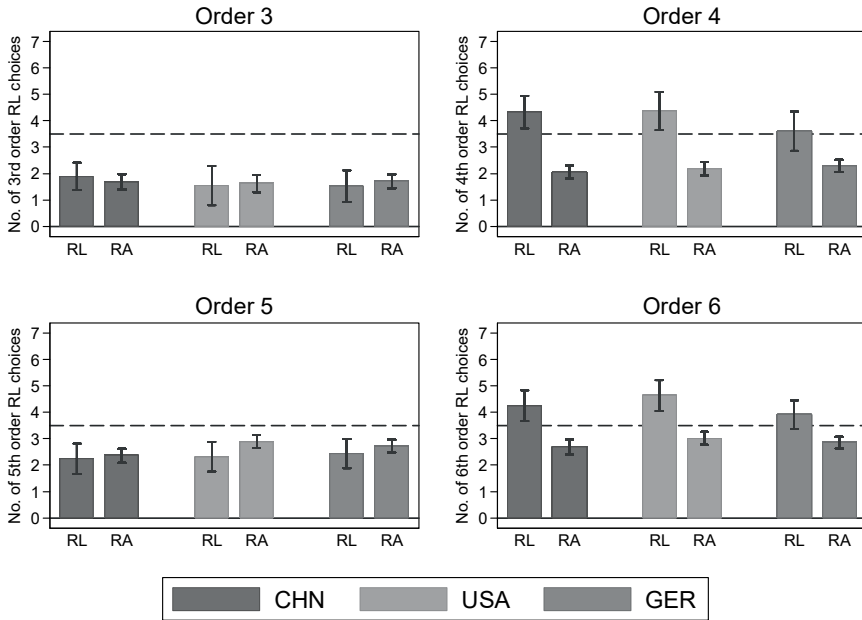 Order 3
No. of 3rd order RL choices
7
6
5
4
3
2
1
0
RL RA RL RA RL RA
Order 4
No. of 4th order RL choices
7
6
5
4
3
2
1
0
RL RA RL RA RL RA
Order 5
No. of 5th order RL choices
7
6
5
4
3
2
1
0
RL RA RL RA RL RA
Order 6
No. of 6th order RL choices
7
6
5
4
3
2
1
0
RL RA RL RA RL RA
CHN USA GER